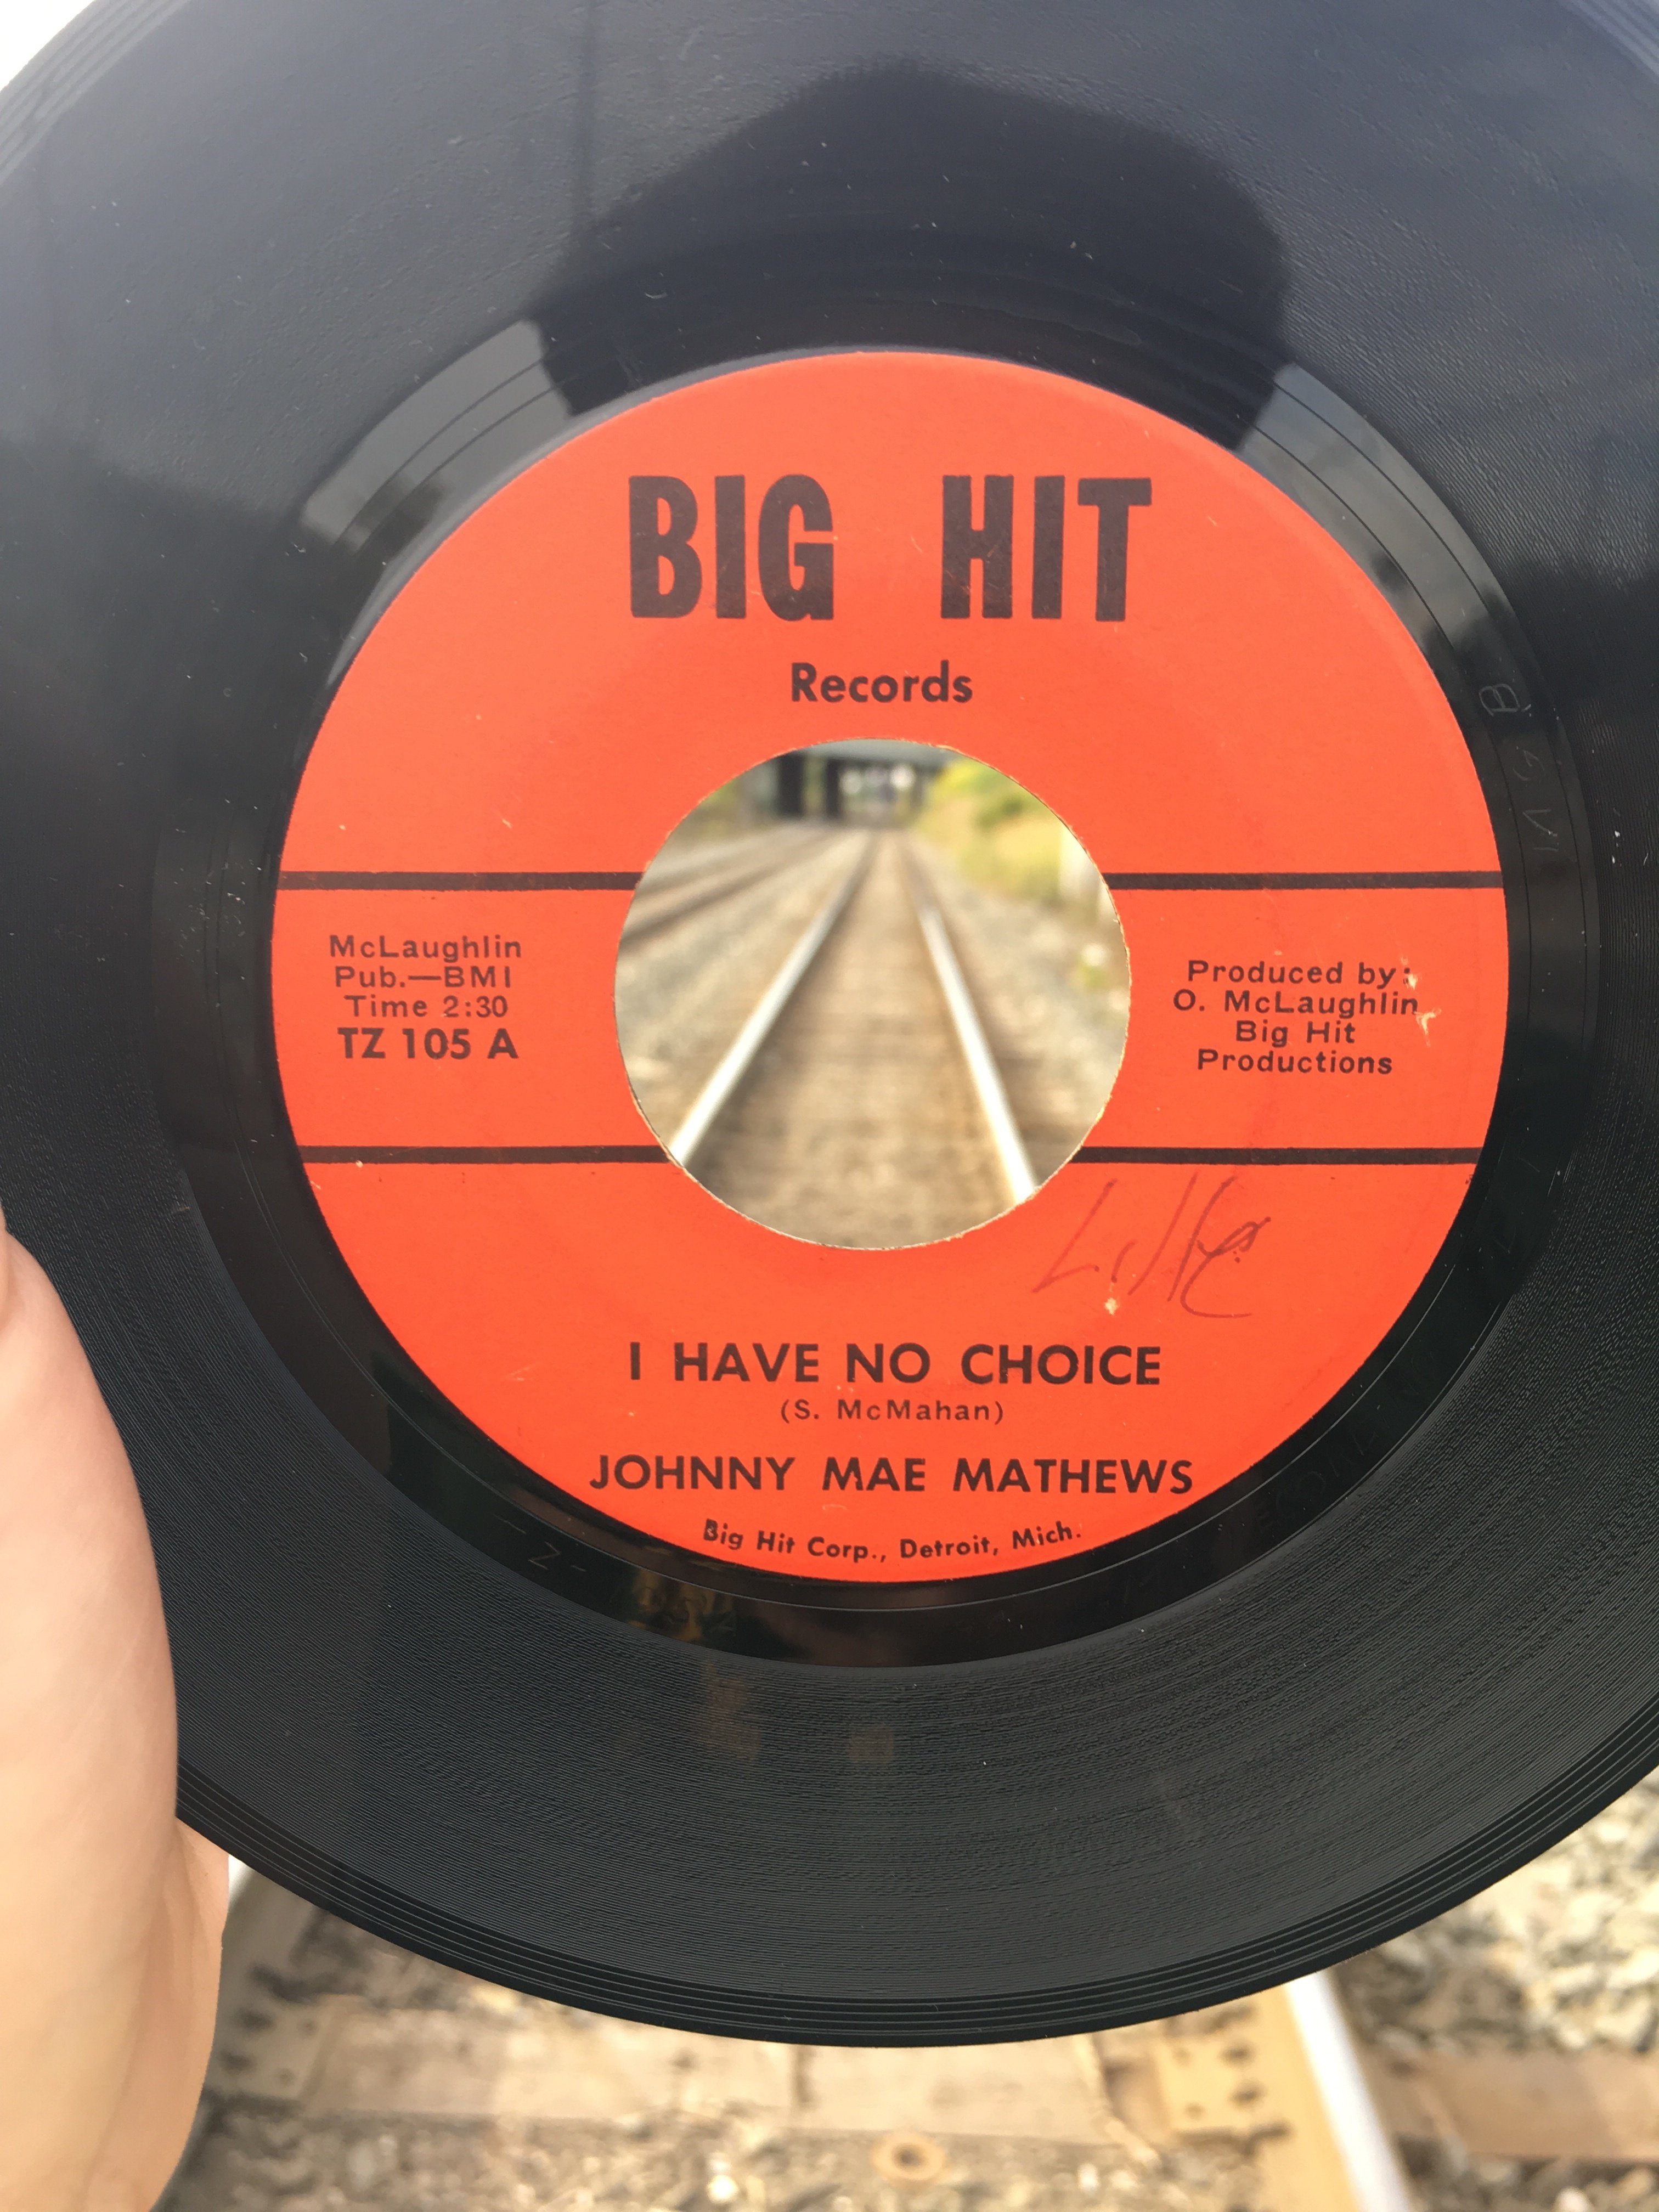 BIG HIT
Records
McLaughlin
Pub.—BMI
Time 2:30
TZ 105 A
Produced by:
O. McLaughlin
Big Hit
Productions
I HAVE NO CHOICE
(S. McMahan)
JOHNNY MAE MATHEWS
Big Hit Corp., Detroit, Mich.